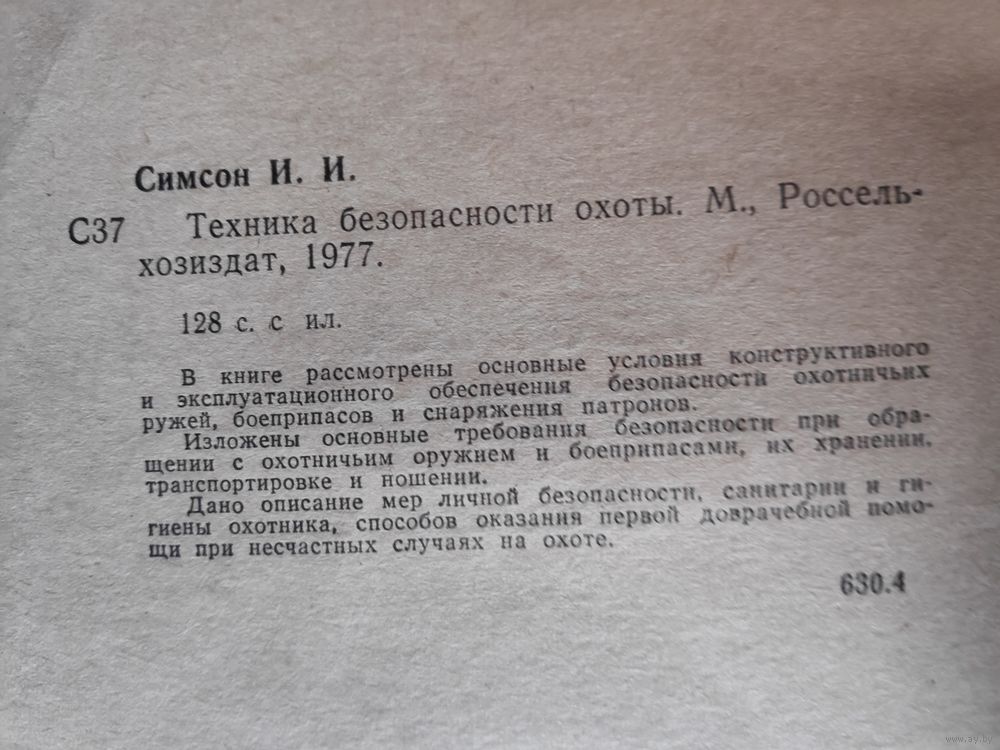 Симсон И. И.
С37 Техника безопасности охоты. М., Россель-
хозиздат, 1977.
128 с. с ил.
В книге рассмотрены основные условия конструктивного
и эксплуатационного обеспечения безопасности охотничьих
ружей, боеприпасов и снаряжения патронов.
Изложены основные требования безопасности при обра-
щении с охотничьим оружием и боеприпасами, их хранении,
транспортировке и ношении.
Дано описание мер личной безопасности, санитарии и ги-
гиены охотника, способов оказания первой доврачебной помо-
щи при несчастных случаях на охоте.
630.4
www.ay.by